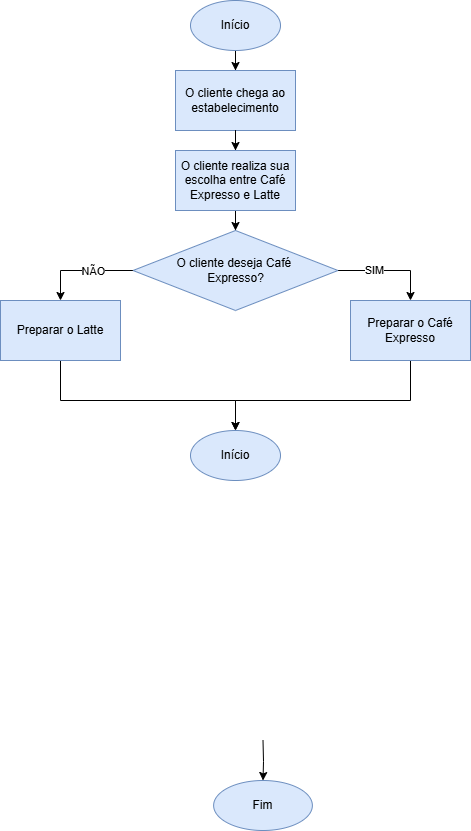 Início
O cliente chega ao
estabelecimento
O cliente realiza sua
escolha entre Café
Expresso e Latte
O cliente deseja Café
Expresso?
NÃO
SIM
Preparar o Latte
Preparar o Café
Expresso
Início
Fim